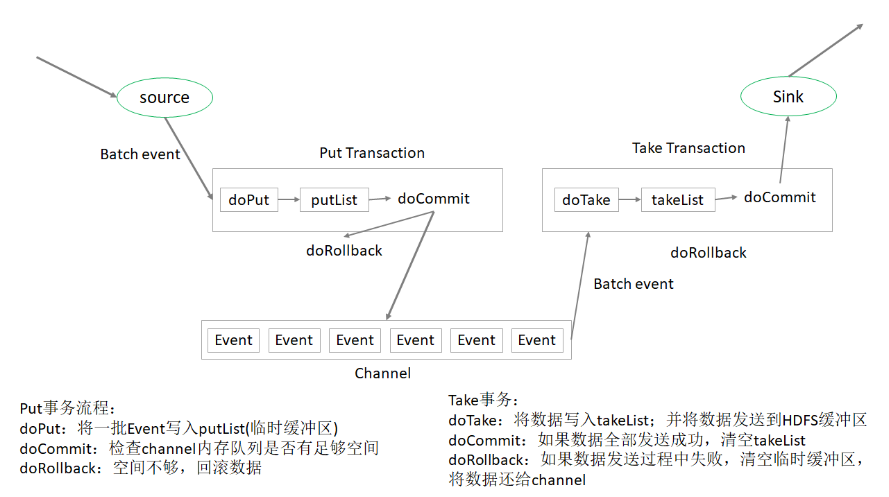 source
Sink
Batch event
Put Transaction
Take Transaction
doPut
putList
doCommit
doTake
takeList
doCommit
doRollback
doRollback
Batch event
Event
Event
Event
Event
Event
Event
Channel
Put事务流程：
doPut：将一批Event写入putList(临时缓冲区)
doCommit：检查channel内存队列是否有足够空间
doRollback：空间不够，回滚数据
Take事务：
doTake：将数据写入takeList；并将数据发送到HDFS缓冲区
doCommit：如果数据全部发送成功，清空takeList
doRollback：如果数据发送过程中失败，清空临时缓冲区，
将数据还给channel